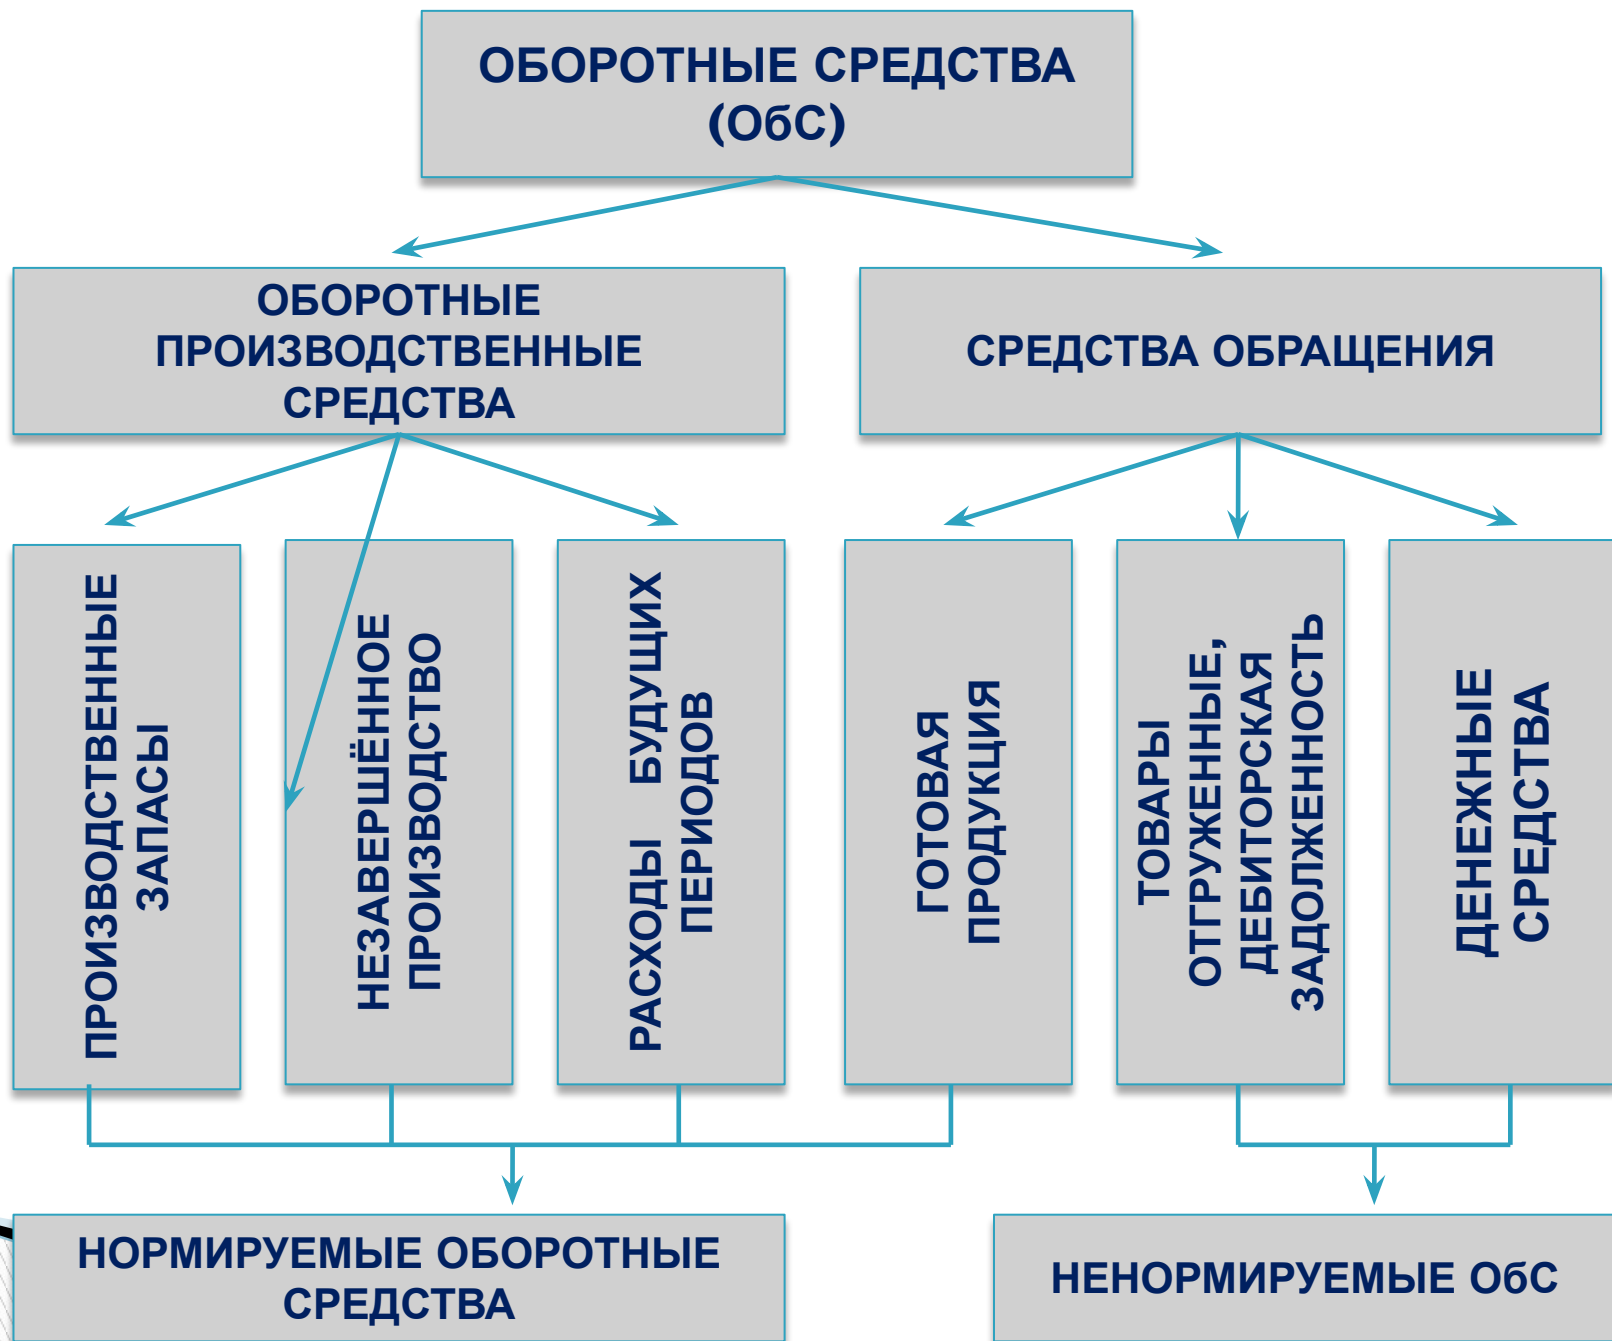 ОБОРОТНЫЕ СРЕДСТВА
(ОбС)
ОБОРОТНЫЕ
ПРОИЗВОДСТВЕННЫЕ
СРЕДСТВА
СРЕДСТВА ОБРАЩЕНИЯ
ПРОИЗВОДСТВЕННЫЕ
ЗАПАСЫ
НЕЗАВЕРШЁННОЕ
ПРОИЗВОДСТВО
РАСХОДЫ БУДУЩИХ
ПЕРИОДОВ
ГОТОВАЯ
ПРОДУКЦИЯ
ТОВАРЫ
ОТГРУЖЕННЫЕ,
ДЕБИТОРСКАЯ
ЗАДОЛЖЕННОСТЬ
ДЕНЕЖНЫЕ
СРЕДСТВА
НОРМИРУЕМЫЕ ОБОРОТНЫЕ
СРЕДСТВА
НЕНОРМИРУЕМЫЕ ОбС